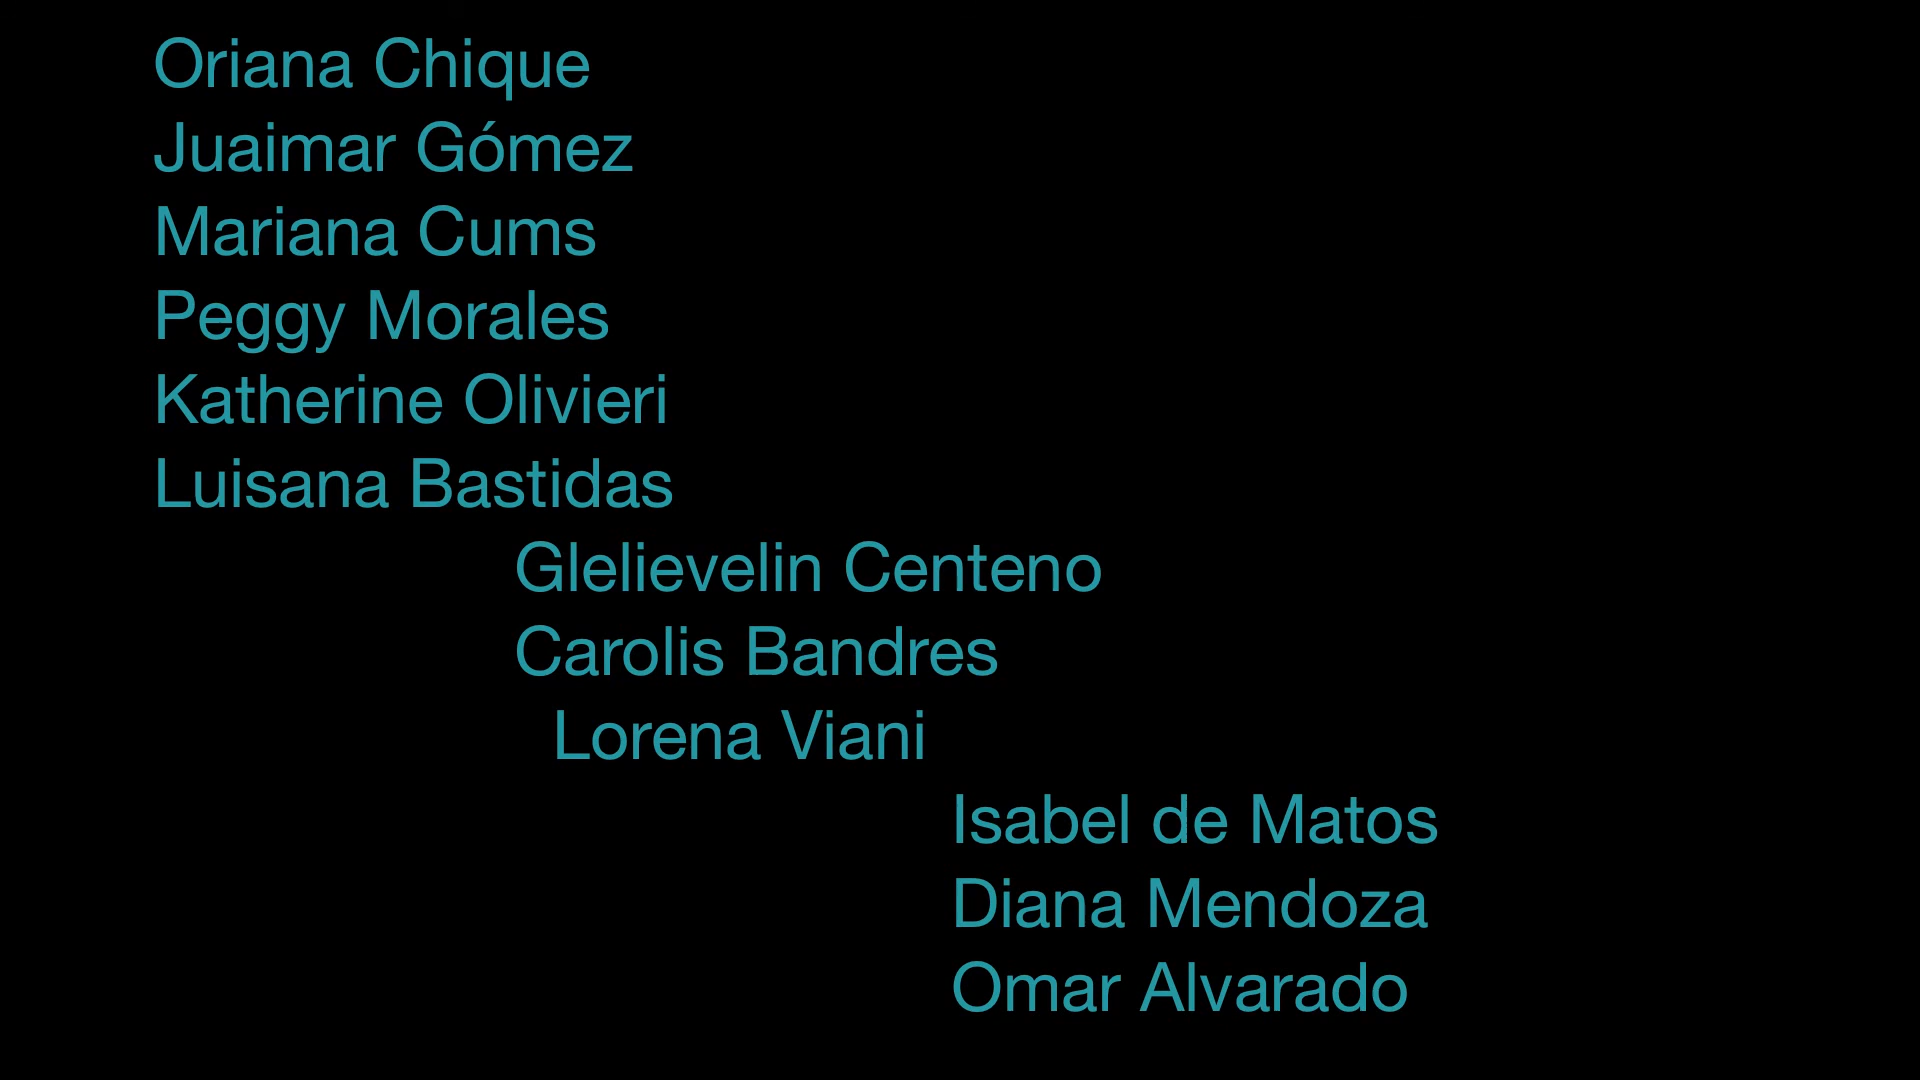 Oriana Chique
Juaimar Gómez
Mariana Cums
Peggy Morales
Katherine Olivieri
Luisana Bastidas
Glelievelin Centeno
Carolis Bandres
Lorena Viani
Isabel de Matos
Diana Mendoza
Omar Alvarado